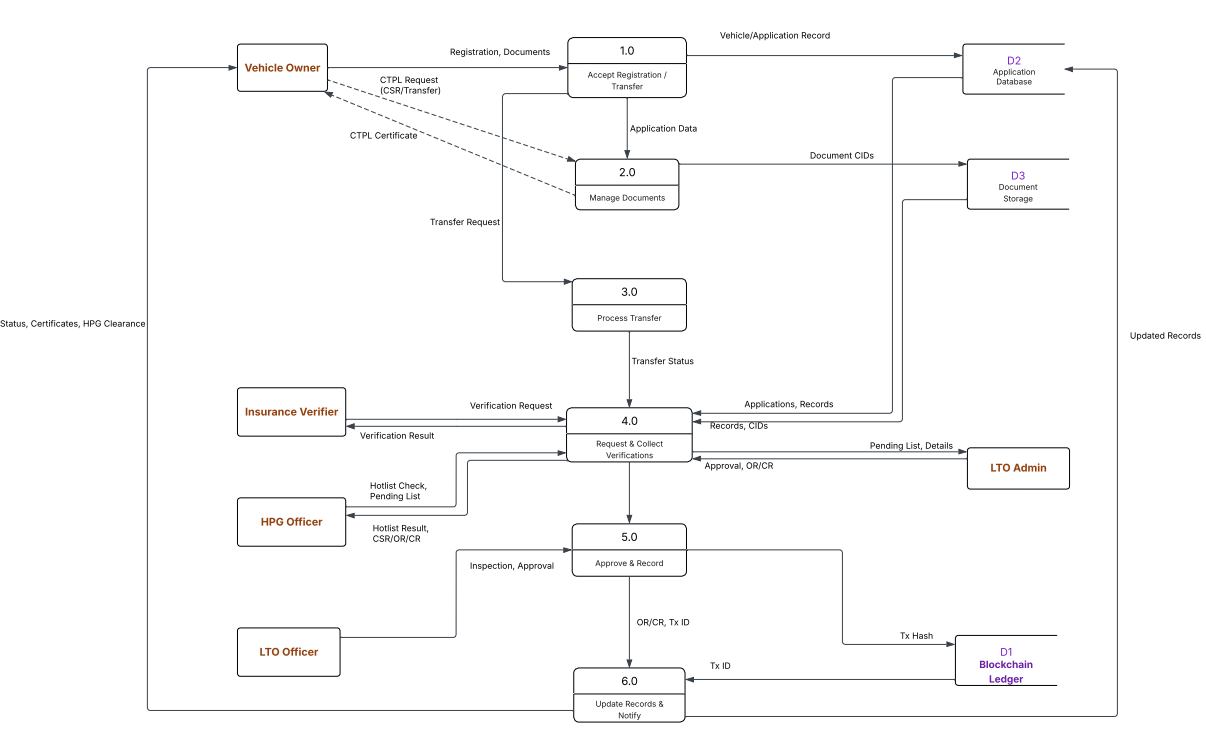 Vehicle/Application Record
1.0
Registration, Documents
D2
Vehicle Owner
Accept Registration /
Transfer
Application
Database
CTPL Request
(CSR/Transfer)
Application Data
CTPL Certificate
Document CIDs
2.0
D3
Document
Storage
Manage Documents
Transfer Request
3.0
Process Transfer
Status, Certificates, HPG Clearance
Updated Records
Transfer Status
Applications, Records
Verification Request
Insurance Verifier
4.0
Records, CIDs
Verification Result
Request & Collect
Verifications
Pending List, Details
Approval, OR/CR
LTO Admin
Hotlist Check,
Pending List
HPG Officer
Hotlist Result,
CSR/OR/CR
5.0
Approve & Record
Inspection, Approval
OR/CR, Tx ID
Tx Hash
LTO Officer
D1
Blockchain
Ledger
Tx ID
6.0
Update Records &
Notify